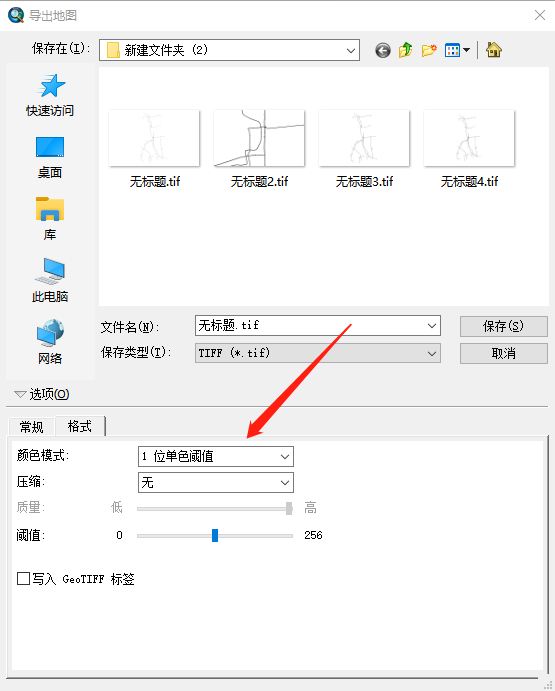 导出地图
保存在(I):
新建文件夹 (2)
快速访问
桌面
库
此电脑
网络
无标题.tif
无标题2.tif
无标题3.tif
无标题4.tif
文件名(N):
无标题.tif
保存(S)
保存类型(T):
TIFF (*.tif)
取消
选项(O)
常规
格式
颜色模式:
1 位单色阈值
压缩:
无
质量:
低
高
阈值:
0
256
写入 GeoTIFF 标签